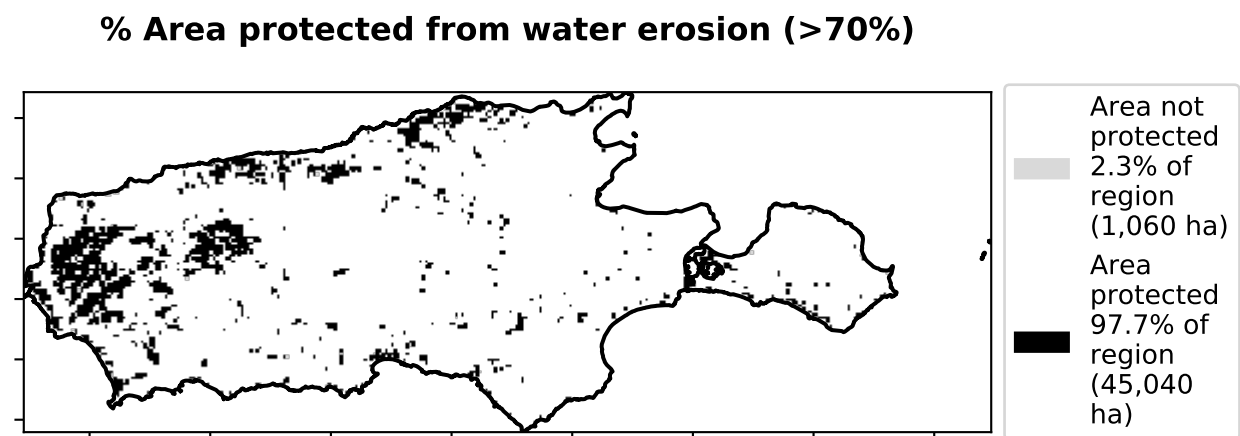 % Area protected from water erosion (>70%)
Area not
protected
2.3% of
region
(1,060 ha)
Area
protected
97.7% of
region
(45,040
ha)